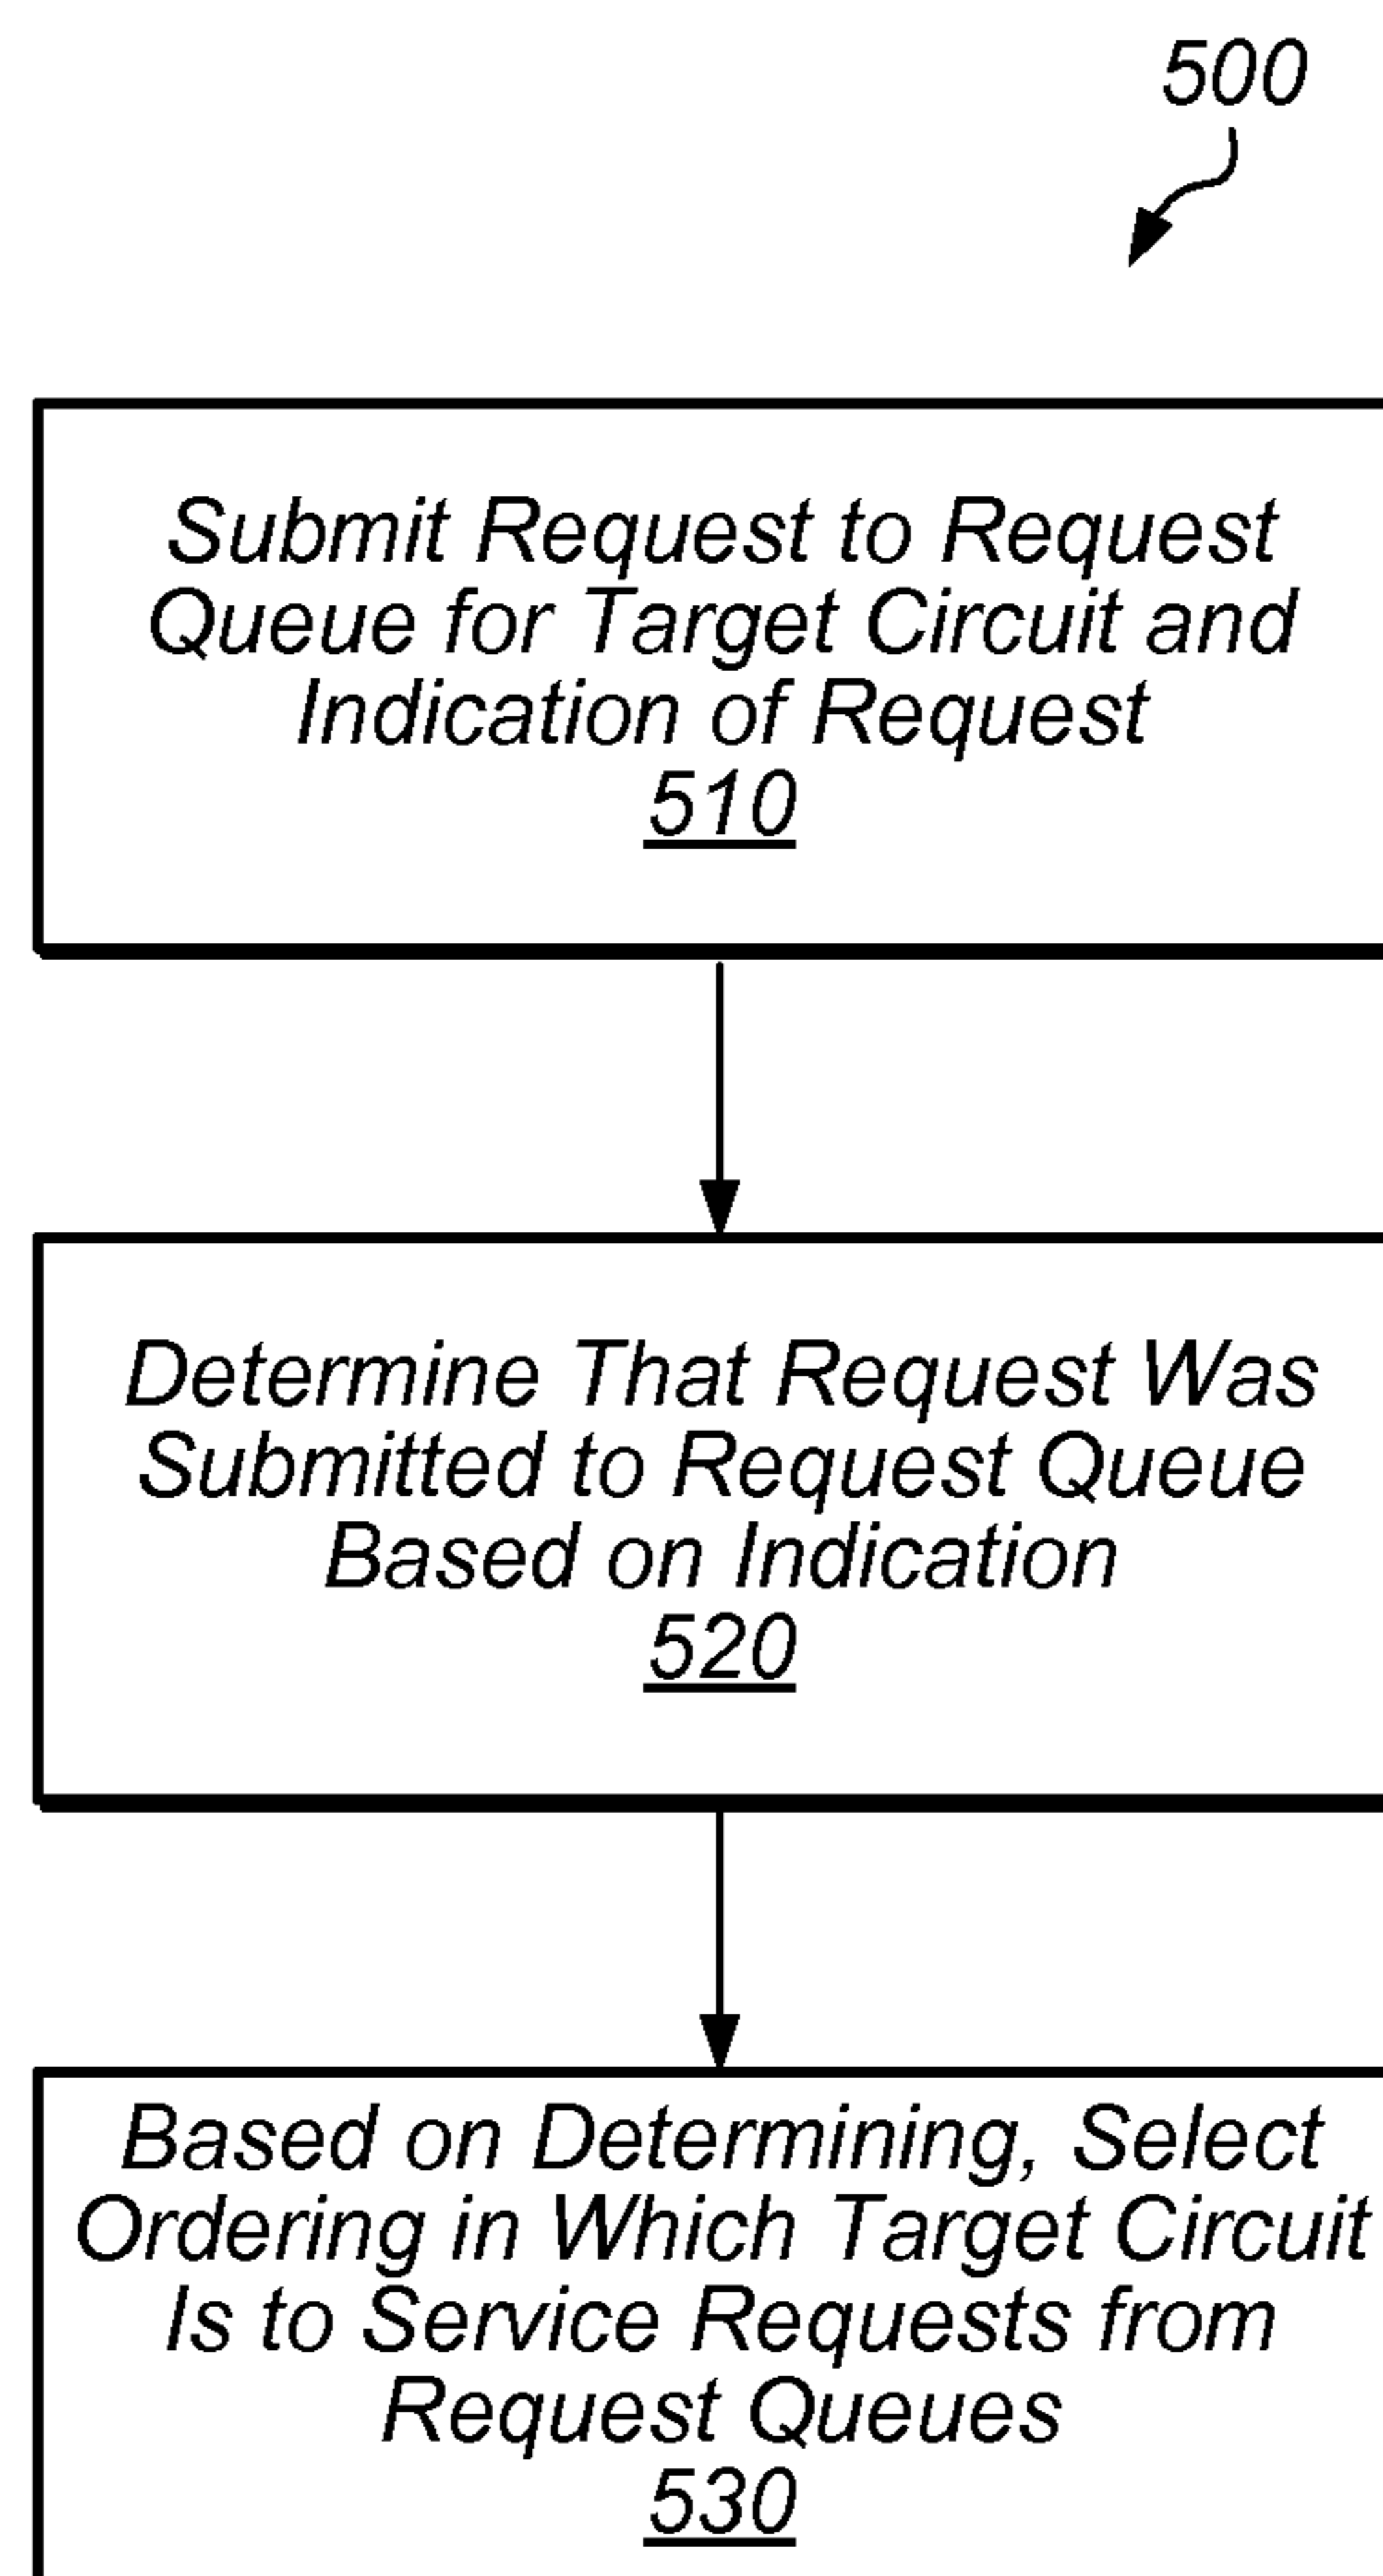 500
Submit Request to Request
Queue for Target Circuit and
Indication of Request
510
Determine That Request Was
Submitted to Request Queue
Based on Indication
520
Based on Determining, Select
Ordering in Which Target Circuit
Is to Service Requests from
Request Queues
530